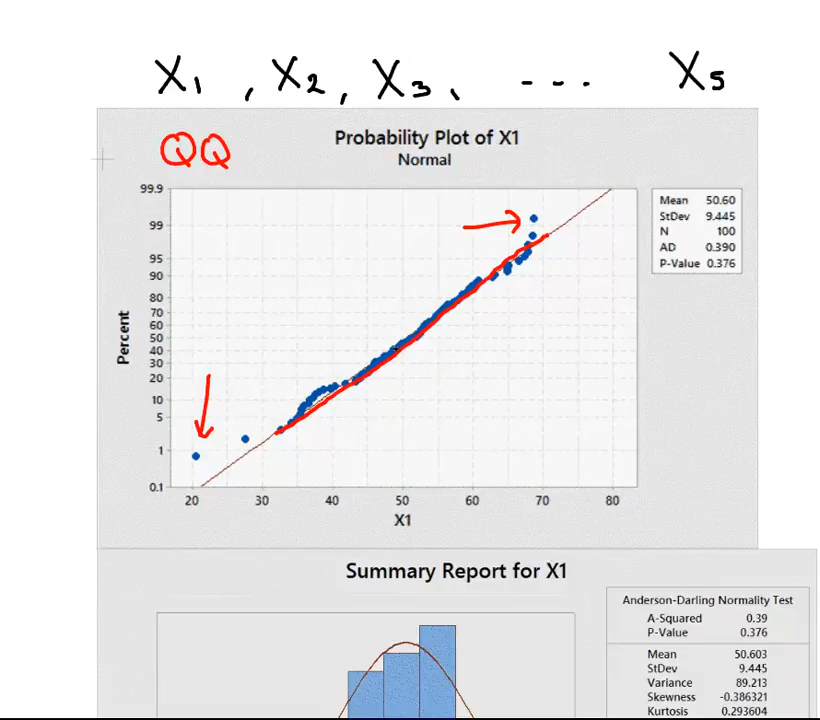 X1 , X2, X3, --- X5
QQ
Probability Plot of X1
Normal
99.9
99
95
90
80
70
60
50
40
30
20
10
5
1
0.1
Percent
20 30 40 50 60 70 80
X1
Mean 50.60
StDev 9.445
N 100
AD 0.390
P-Value 0.376
Summary Report for X1
Anderson-Darling Normality Test
A-Squared 0.39
P-Value 0.376
Mean 50.603
StDev 9.445
Variance 89.213
Skewness -0.386321
Kurtosis 0.293604